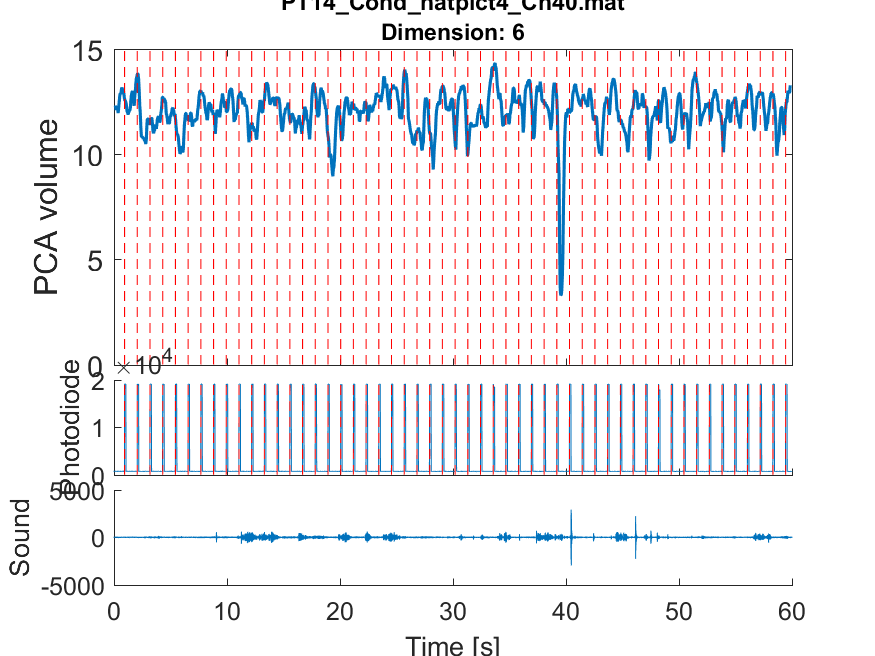 PT14_Cond_natpict4_Ch40.mat
Dimension: 6
15
10
5
0
PCA volume
×10^4
2
1
0
Photodiode
5000
0
-5000
Sound
0 10 20 30 40 50 60
Time [s]